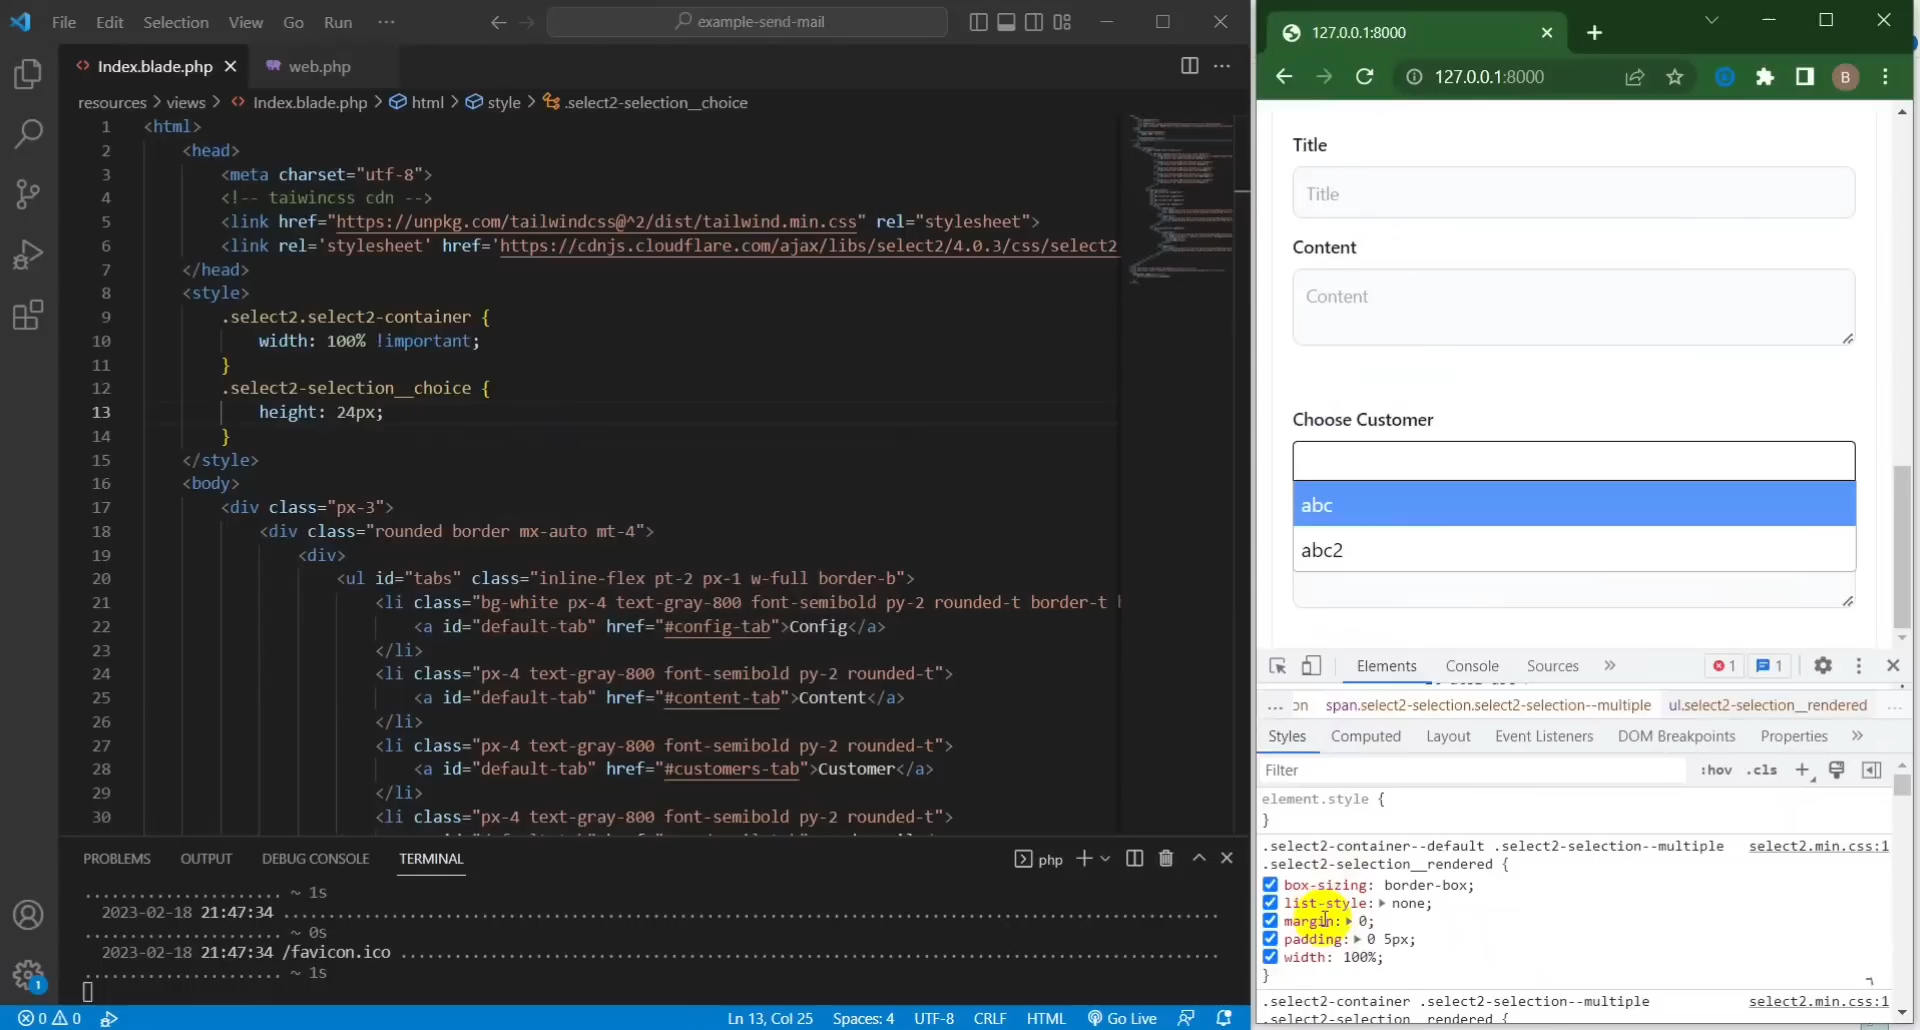 File Edit Selection View Go Run ···
example-send-mail
Index.blade.php
web.php
resources > views > Index.blade.php > html > style > .select2-selection__choice
1 <html>
2 <head>
3 <meta charset="utf-8">
4 <!-- taiwincss cdn -->
5 <link href="https://unpkg.com/tailwindcss@^2/dist/tailwind.min.css" rel="stylesheet">
6 <link rel='stylesheet' href='https://cdnjs.cloudflare.com/ajax/libs/select2/4.0.3/css/select2
7 </head>
8 <style>
9 .select2.select2-container {
10 width: 100% !important;
11 }
12 .select2-selection__choice {
13 height: 24px;
14 }
15 </style>
16 <body>
17 <div class="px-3">
18 <div class="rounded border mx-auto mt-4">
19 <div>
20 <ul id="tabs" class="inline-flex pt-2 px-1 w-full border-b">
21 <li class="bg-white px-4 text-gray-800 font-semibold py-2 rounded-t border-t
22 <a id="default-tab" href="#config-tab">Config</a>
23 </li>
24 <li class="px-4 text-gray-800 font-semibold py-2 rounded-t">
25 <a id="default-tab" href="#content-tab">Content</a>
26 </li>
27 <li class="px-4 text-gray-800 font-semibold py-2 rounded-t">
28 <a id="default-tab" href="#customers-tab">Customer</a>
29 </li>
30 <li class="px-4 text-gray-800 font-semibold py-2 rounded-t">
PROBLEMS OUTPUT DEBUG CONSOLE TERMINAL
php
...................... ~ 1s
2023-02-18 21:47:34 ........................................................................................
...................... ~ 0s
2023-02-18 21:47:34 /favicon.ico .............................................................................
...................... ~ 1s
1
0 0
Ln 13, Col 25 Spaces: 4 UTF-8 CRLF HTML Go Live
127.0.0.1:8000
127.0.0.1:8000
B
Title
Title
Content
Content
Choose Customer
abc
abc2
Elements Console Sources » 1 1
... on span.select2-selection.select2-selection--multiple ul.select2-selection__rendered ...
Styles Computed Layout Event Listeners DOM Breakpoints Properties »
Filter
:hov .cls +
element.style {
}
.select2-container--default .select2-selection--multiple select2.min.css:1
.select2-selection__rendered {
box-sizing: border-box;
list-style: none;
margin: 0;
padding: 0 5px;
width: 100%;
}
.select2-container .select2-selection--multiple select2.min.css:1
.select2-selection__rendered {